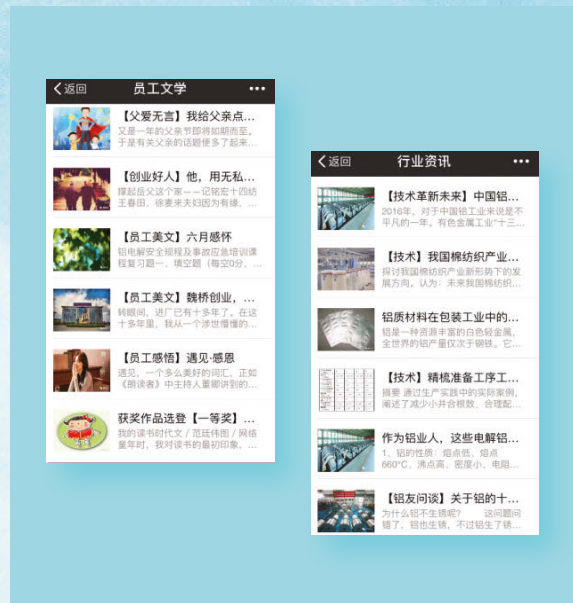 返回 员工文学
【父爱无言】我给父亲点...
又是一年的父亲节即将如期而至。
于是有关父亲的话题便多了起来...
【创业好人】他，用无私...
撑起岳父这个家——记铭宏十四纺
王春田、徐麦来夫妇因为有缘，...
【员工美文】六月感怀
铝电解安全规程及事故应急培训课
程复习题一、填空题（每空0分，...
【员工美文】魏桥创业，...
转眼间，进厂已有十多年了。在这
十多年里，我从一个涉世懵懂的...
【员工感悟】遇见·感恩
遇见，一个多么美好的词汇，正如
《朗读者》中主持人董卿讲到的...
获奖作品选登【一等奖】...
我的读书时代文 / 范廷伟图 / 网络
童年时，我对读书的最初印象，...
返回 行业资讯
【技术革新未来】中国铝...
2016年，对于中国铝工业来说是不
平凡的一年。有色金属工业“十三...
【技术】我国棉纺织产业...
探讨我国棉纺织产业新形势下的发
展方向。认为：未来我国棉纺织...
铝质材料在包装工业中的...
铝是一种资源丰富的白色轻金属，
全世界的铝产量仅次于钢铁。它...
【技术】精梳准备工序工...
摘要 通过生产实践中的实际案例，
阐述了减少小并合根数、合理配...
作为铝业人，这些电解铝...
1、铝的性质：熔点低，熔点
660°C，沸点高、密度小、电阻...
【铝友问谈】关于铝的十...
为什么铝不生锈呢？ 这问题问
错了，铝也生锈，不过铝生了锈...